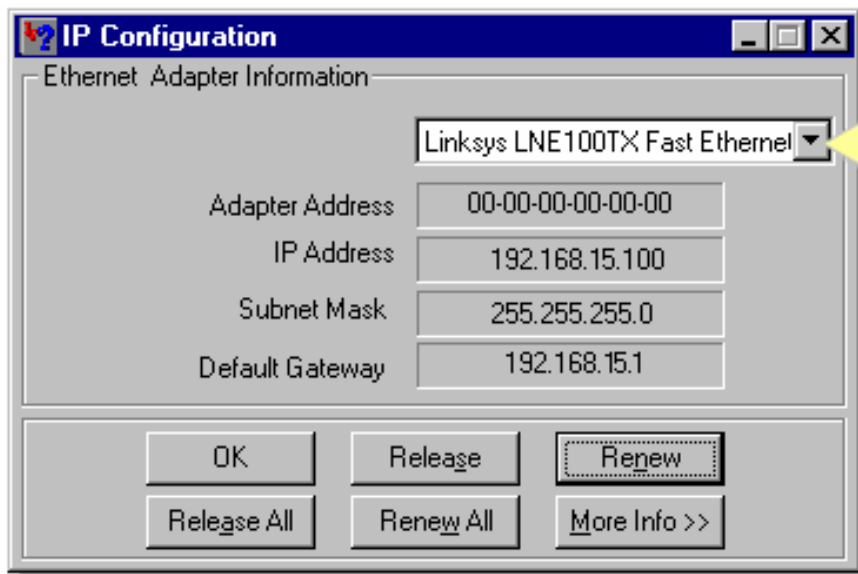 IP Configuration
Ethernet Adapter Information
Linksys LNE100TX Fast Ethernet
Adapter Address 00-00-00-00-00-00
IP Address 192.168.15.100
Subnet Mask 255.255.255.0
Default Gateway 192.168.15.1
OK Release Renew
Release All Renew All More Info >>